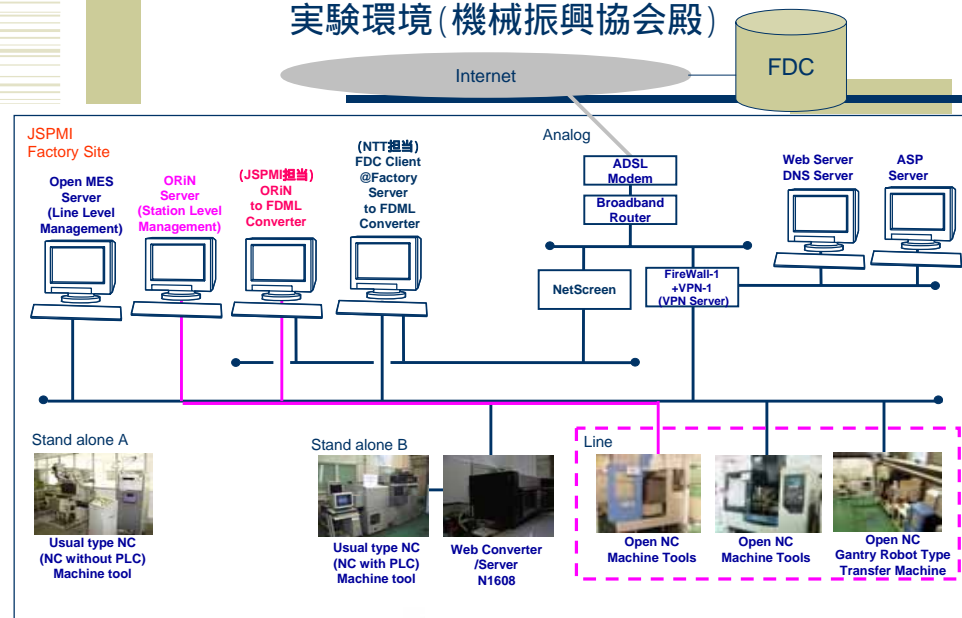 実験環境(機械振興協会殿)
Internet
FDC
JSPMI
Factory Site
Open MES
Server
(Line Level
Management)
ORiN
Server
(Station Level
Management)
(JSPMI担当)
ORiN
to FDML
Converter
(NTT担当)
FDC Client
@Factory
Server
to FDML
Converter
Analog
ADSL
Modem
Broadband
Router
NetScreen
FireWall-1
+VPN-1
(VPN Server)
Web Server
DNS Server
ASP
Server
Stand alone A
Usual type NC
(NC without PLC)
Machine tool
Stand alone B
Usual type NC
(NC with PLC)
Machine tool
Web Converter
/Server
N1608
Line
Open NC
Machine Tools
Open NC
Machine Tools
Open NC
Gantry Robot Type
Transfer Machine